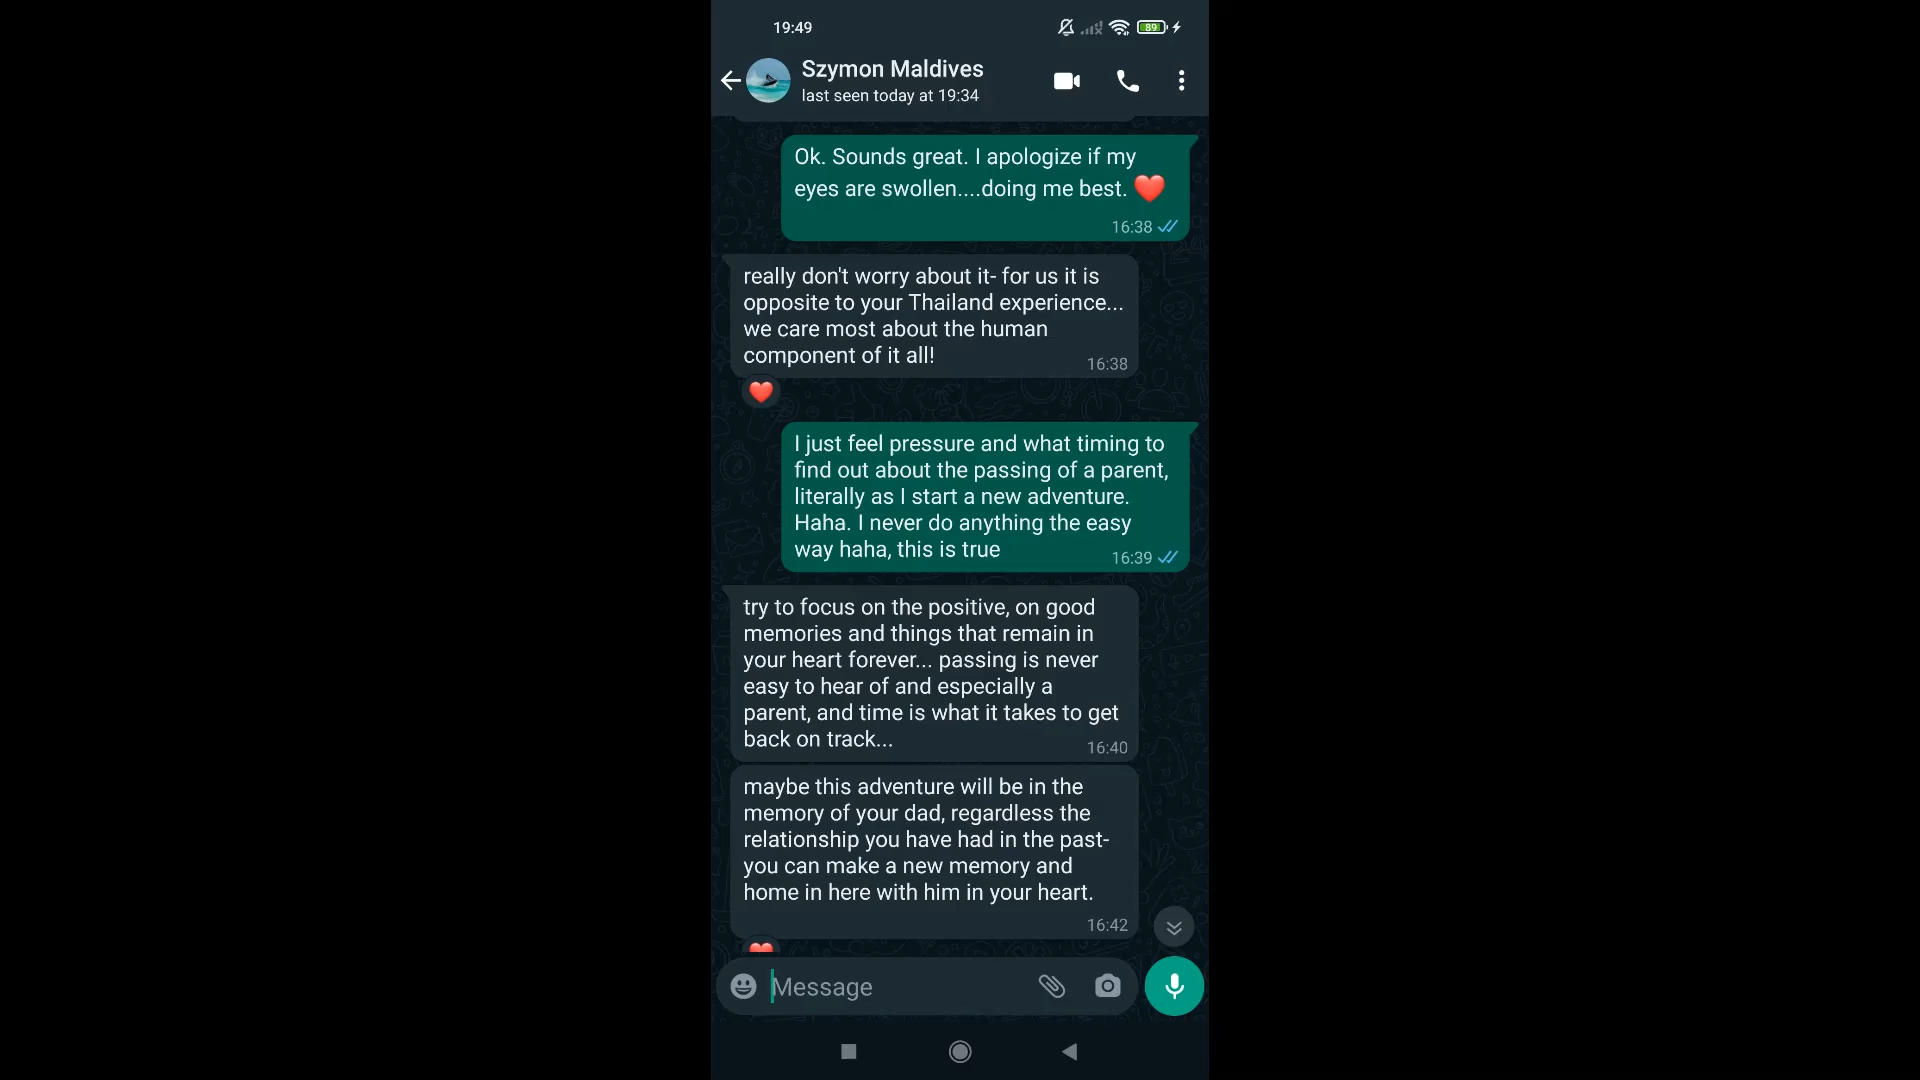 19:49
89
Szymon Maldives
last seen today at 19:34
Ok. Sounds great. I apologize if my
eyes are swollen....doing me best. ❤️
16:38
really don't worry about it- for us it is
opposite to your Thailand experience...
we care most about the human
component of it all!
16:38
I just feel pressure and what timing to
find out about the passing of a parent,
literally as I start a new adventure.
Haha. I never do anything the easy
way haha, this is true
16:39
try to focus on the positive, on good
memories and things that remain in
your heart forever... passing is never
easy to hear of and especially a
parent, and time is what it takes to get
back on track...
16:40
maybe this adventure will be in the
memory of your dad, regardless the
relationship you have had in the past-
you can make a new memory and
home in here with him in your heart.
16:42
Message